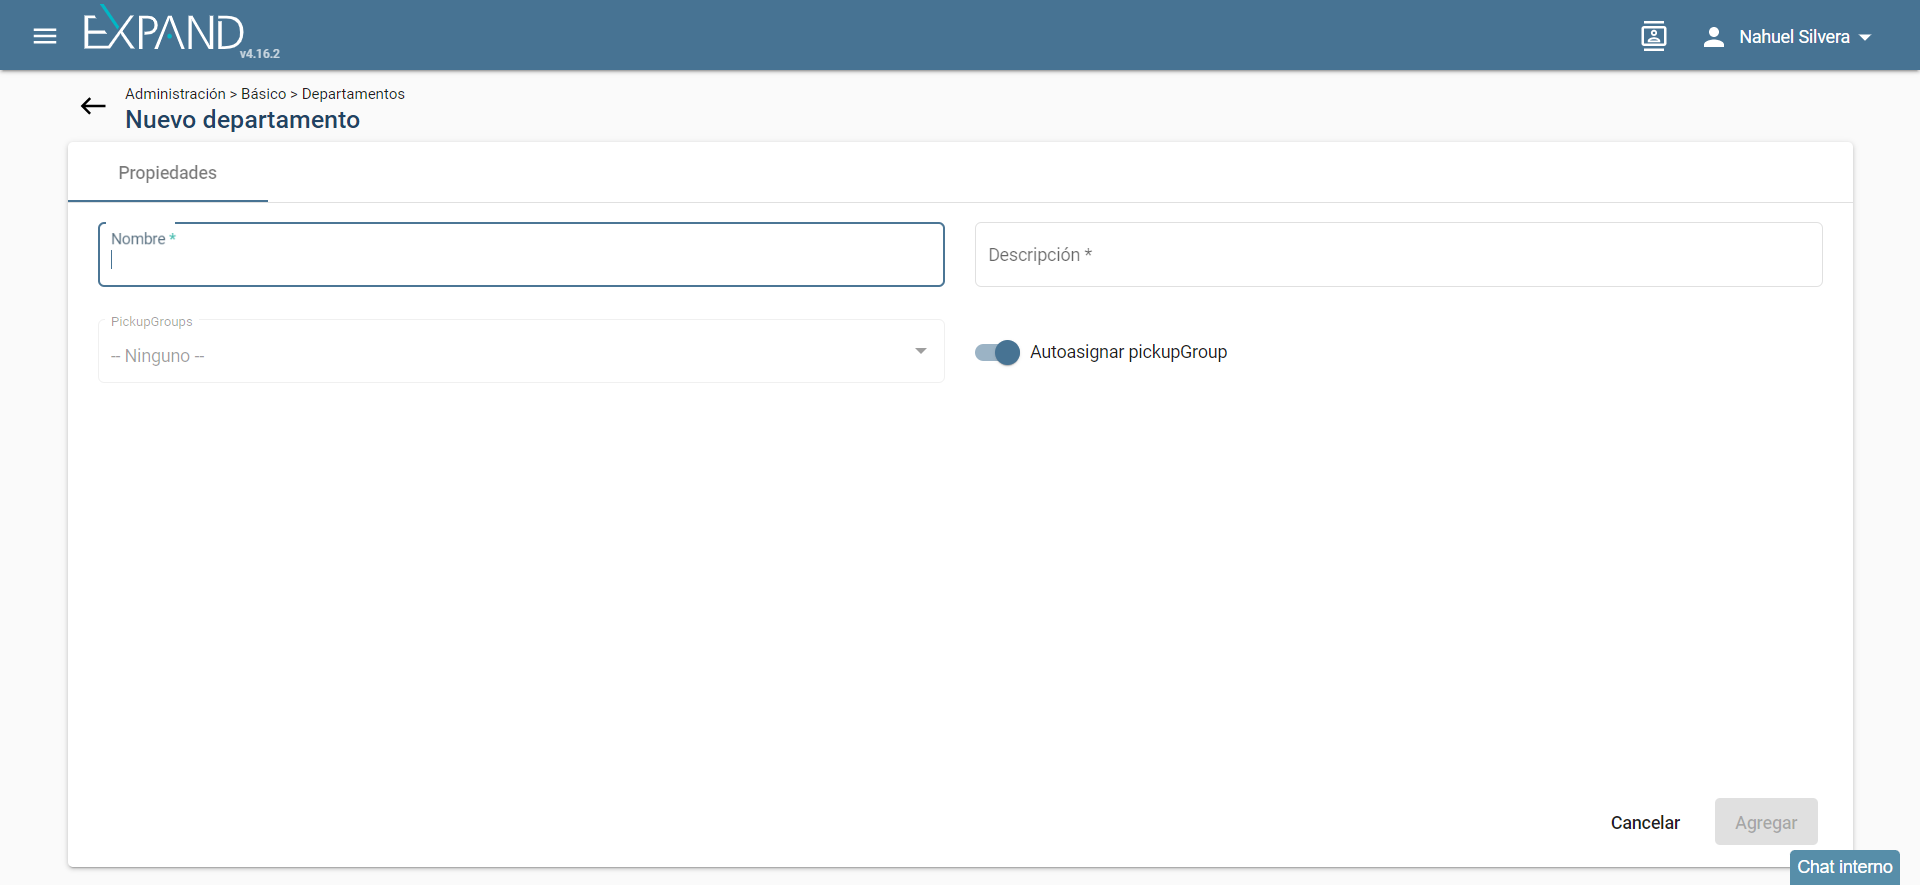 EXPAND
v4.16.2
Nahuel Silvera
Administración > Básico > Departamentos
Nuevo departamento
Propiedades
Nombre *
Descripción *
PickupGroups
-- Ninguno --
Autoasignar pickupGroup
Cancelar
Agregar
Chat interno